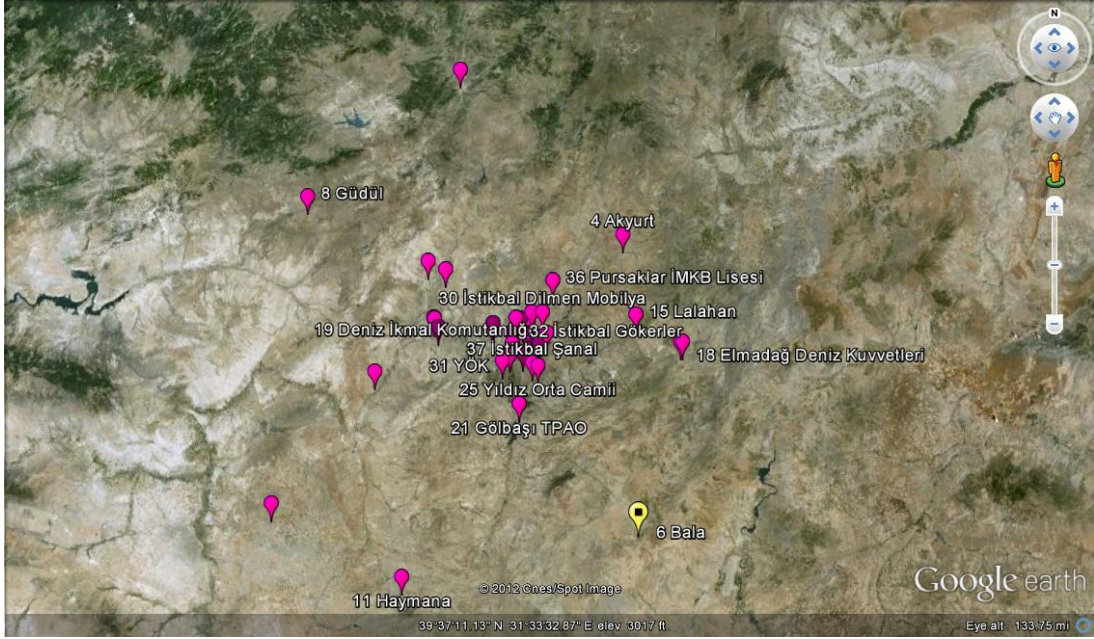 N
8 Güdül
4 Akyurt
36 Pursaklar İMKB Lisesi
30 İstikbal Dilmen Mobilya
15 Lalahan
19 Deniz İkmal Komutanlığ
32 İstikbal Gökerler
37 İstikbal Şanal
18 Elmadağ Deniz Kuvvetleri
31 YÖK
25 Yıldız Orta Camii
21 Gölbaşı TPAO
6 Bala
11 Haymana
© 2012 Cnes/Spot Image
Google earth
39°37'11.13" N 31°33'32.87" E elev 3017 ft
Eye alt 133.75 mi